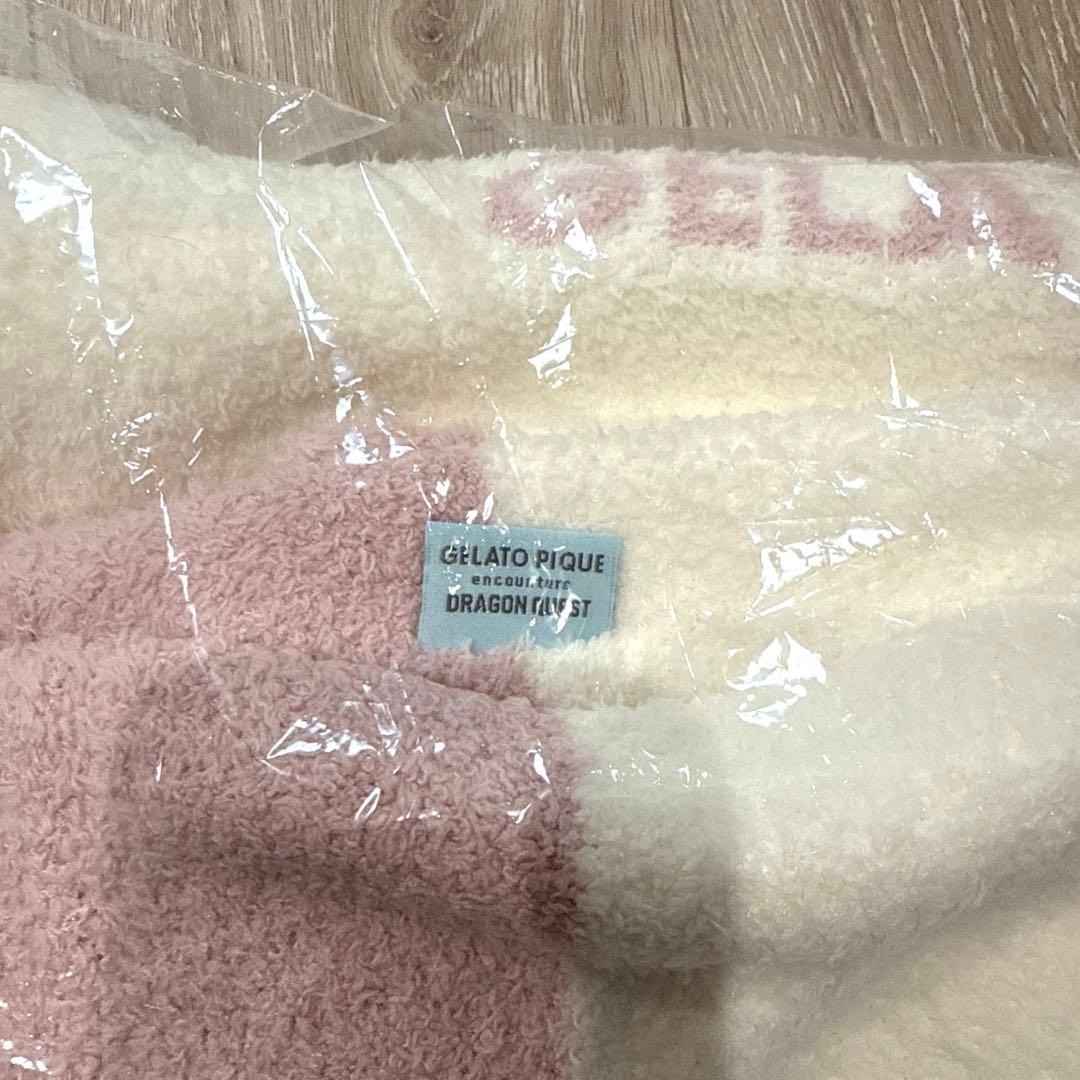 GELA
GELATO PIQUE
encounters
DRAGON QUEST